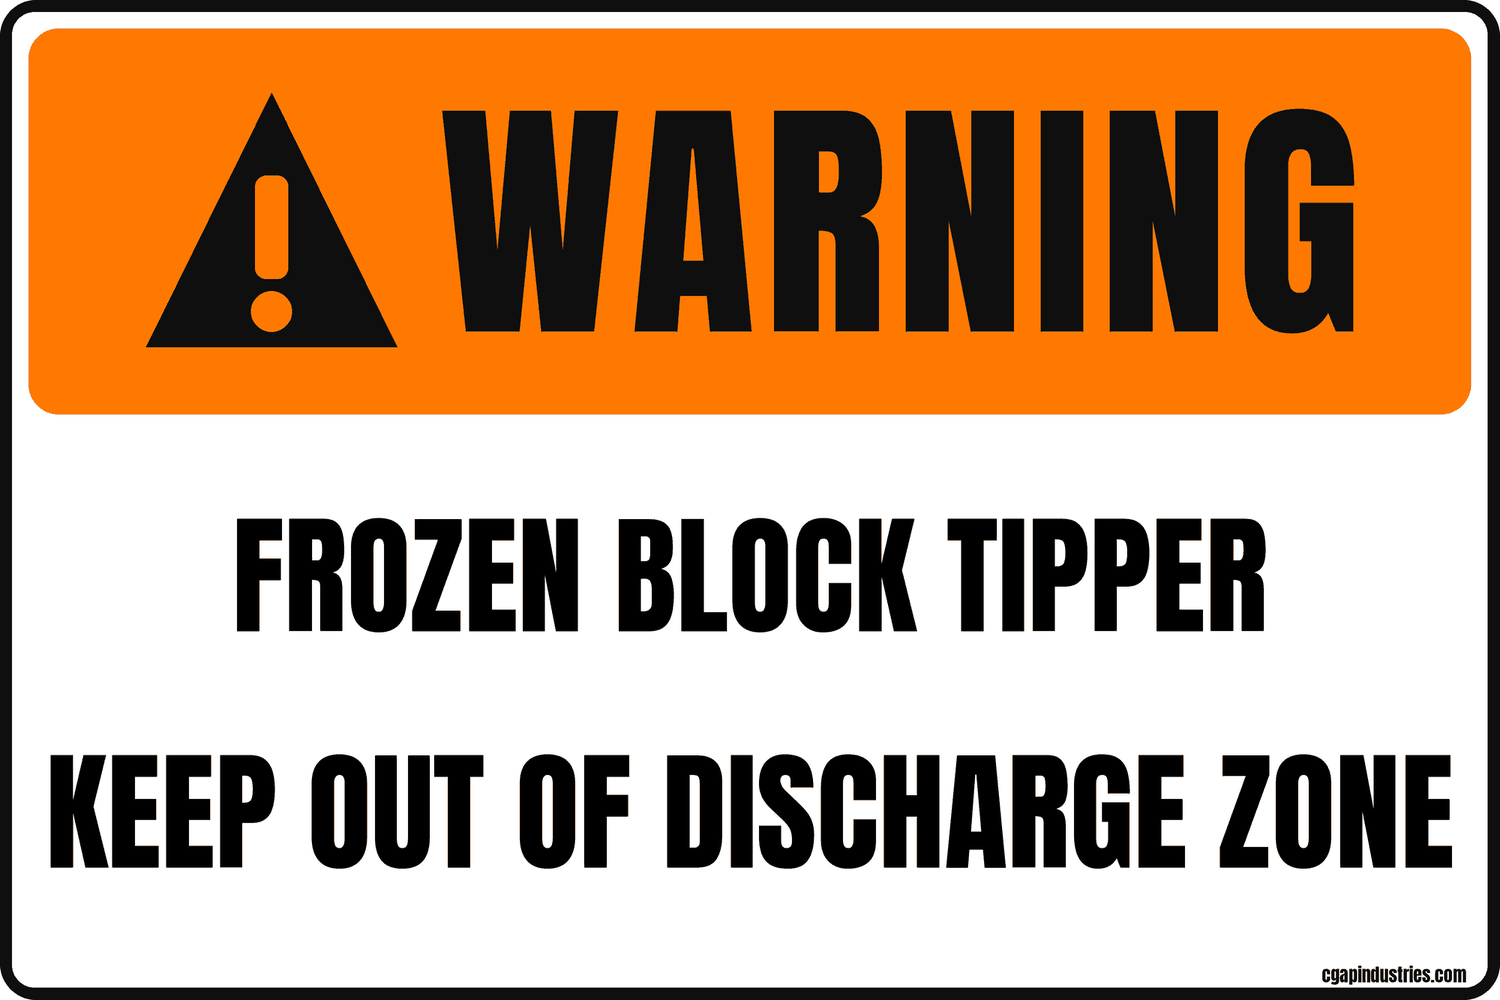 WARNING
FROZEN BLOCK TIPPER
KEEP OUT OF DISCHARGE ZONE
cgapindustries.com